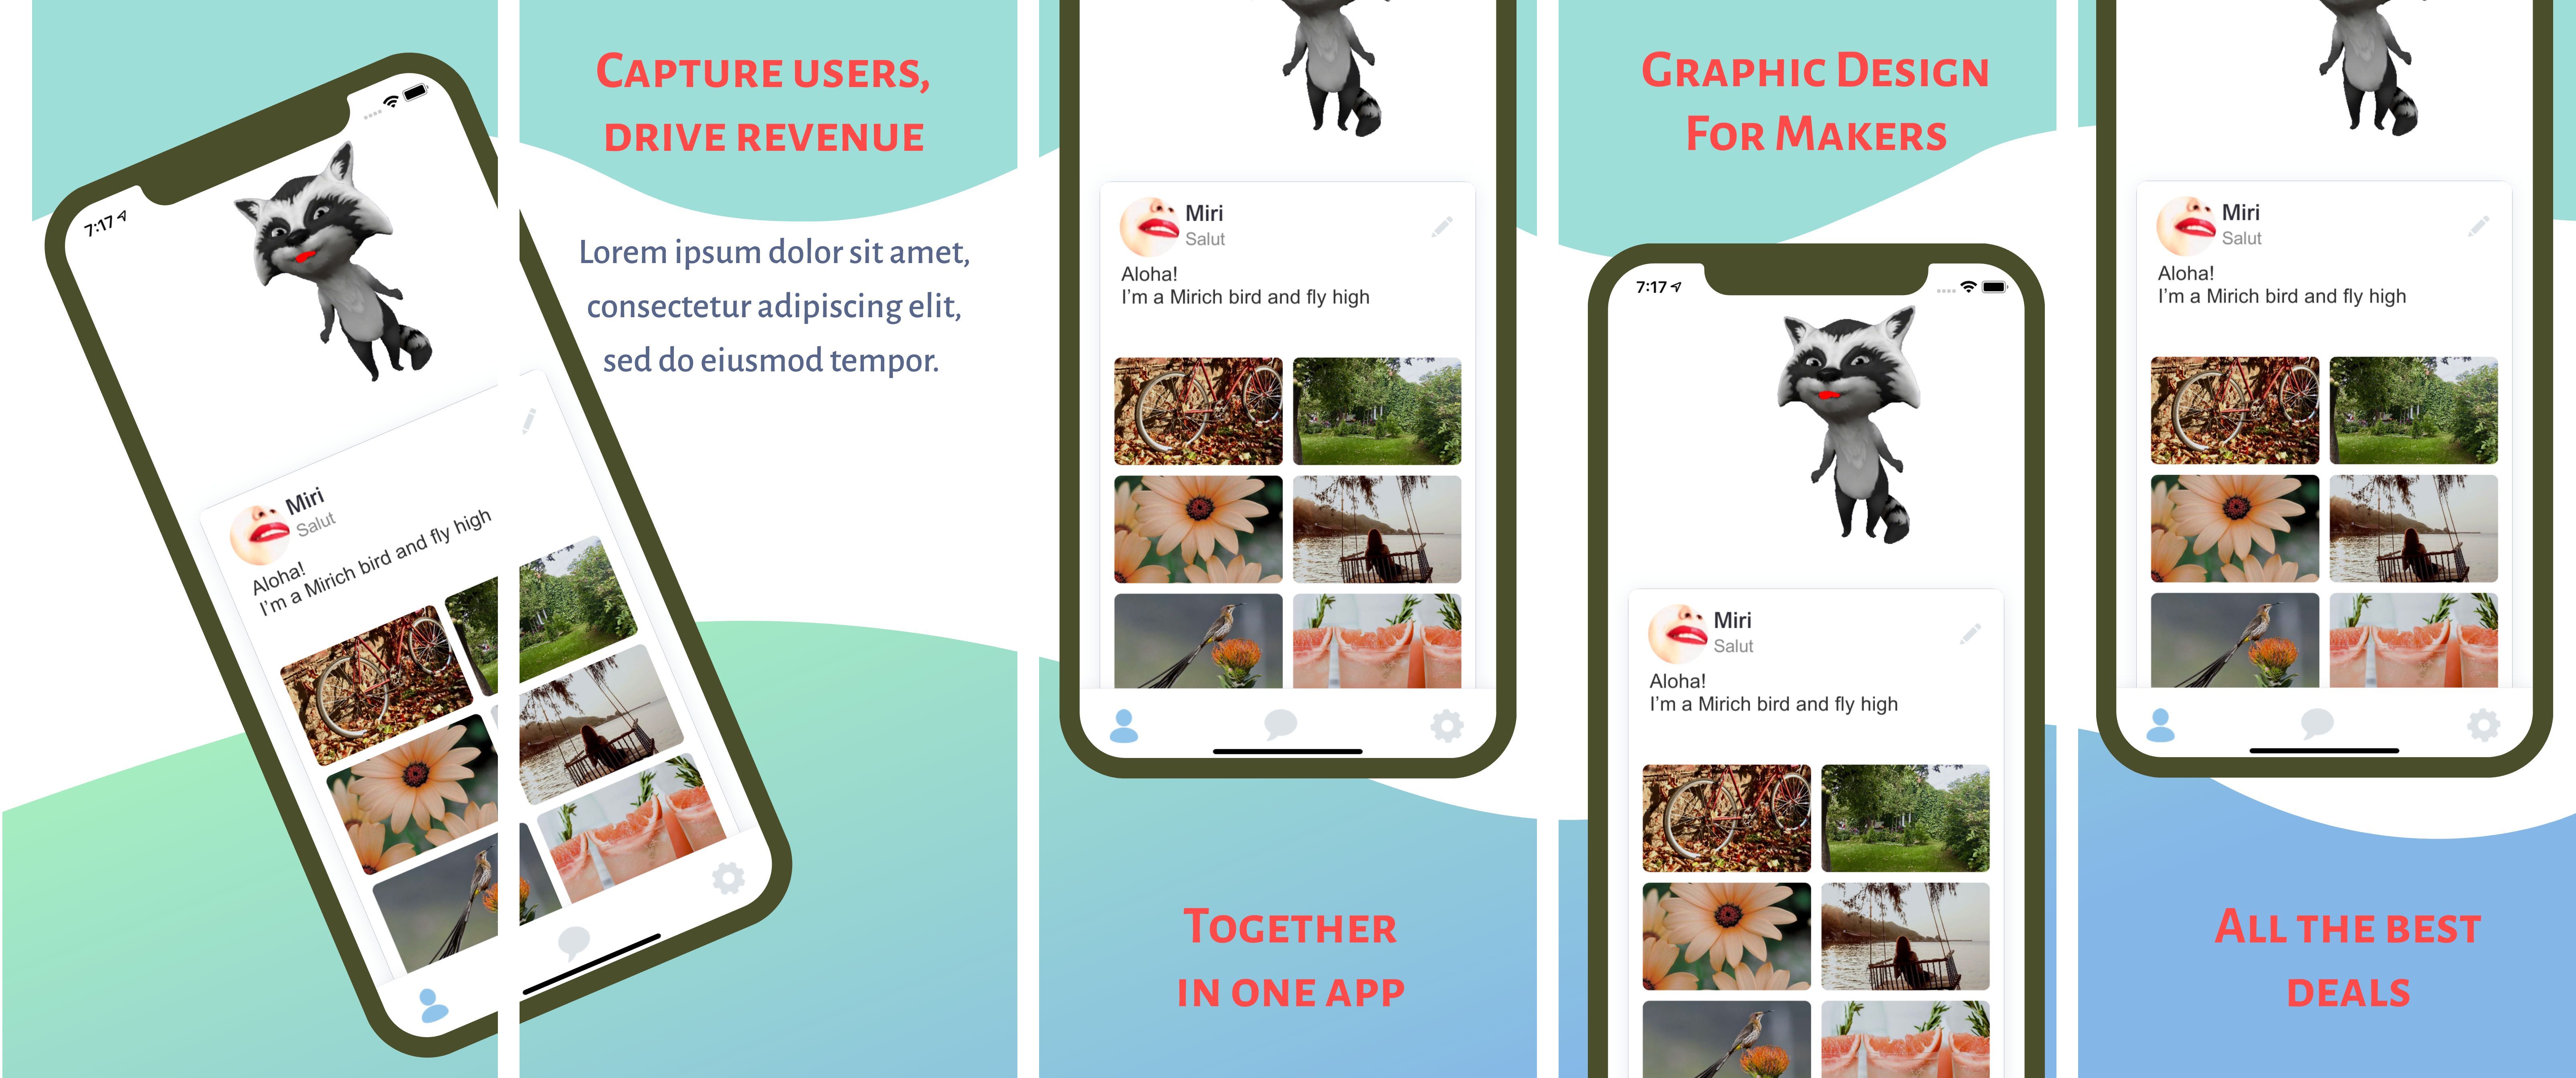 7:17
Miri
Salut
Aloha!
I'm a Mirich bird and fly high
Capture users,
drive revenue
Lorem ipsum dolor sit amet,
consectetur adipiscing elit,
sed do eiusmod tempor.
Miri
Salut
Aloha!
I'm a Mirich bird and fly high
Together
in one app
Graphic Design
For Makers
7:17
Miri
Salut
Aloha!
I'm a Mirich bird and fly high
Miri
Salut
Aloha!
I'm a Mirich bird and fly high
All the best
deals